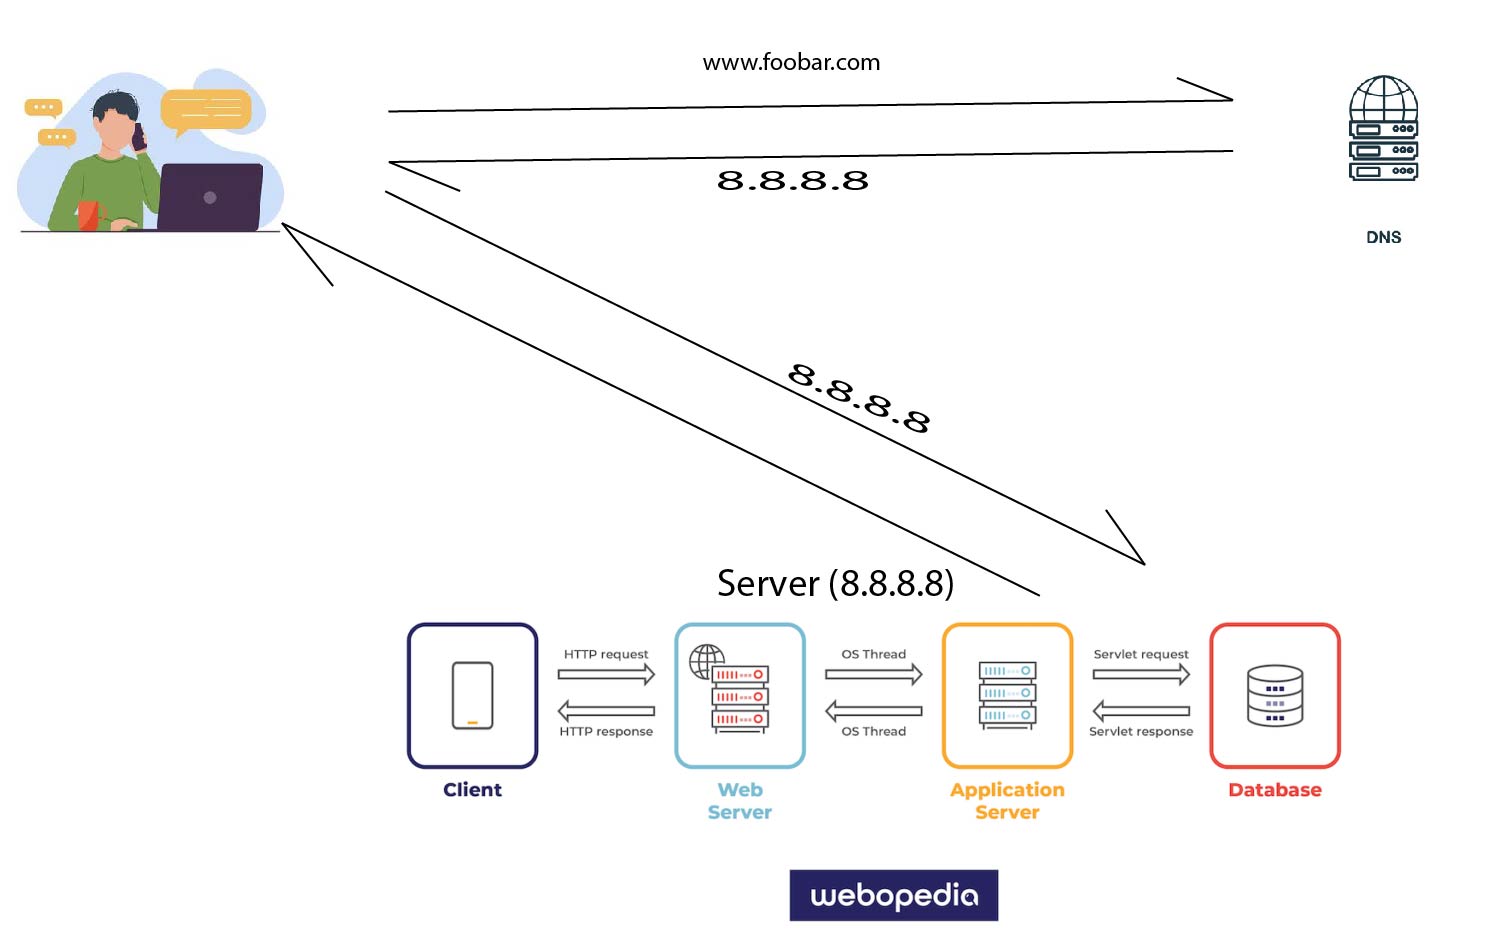 www.foobar.com
8.8.8.8
DNS
8.8.8.8
Server (8.8.8.8)
HTTP request
OS Thread
Servlet request
HTTP response
OS Thread
Servlet response
Client
Web
Server
Application
Server
Database
webopedia